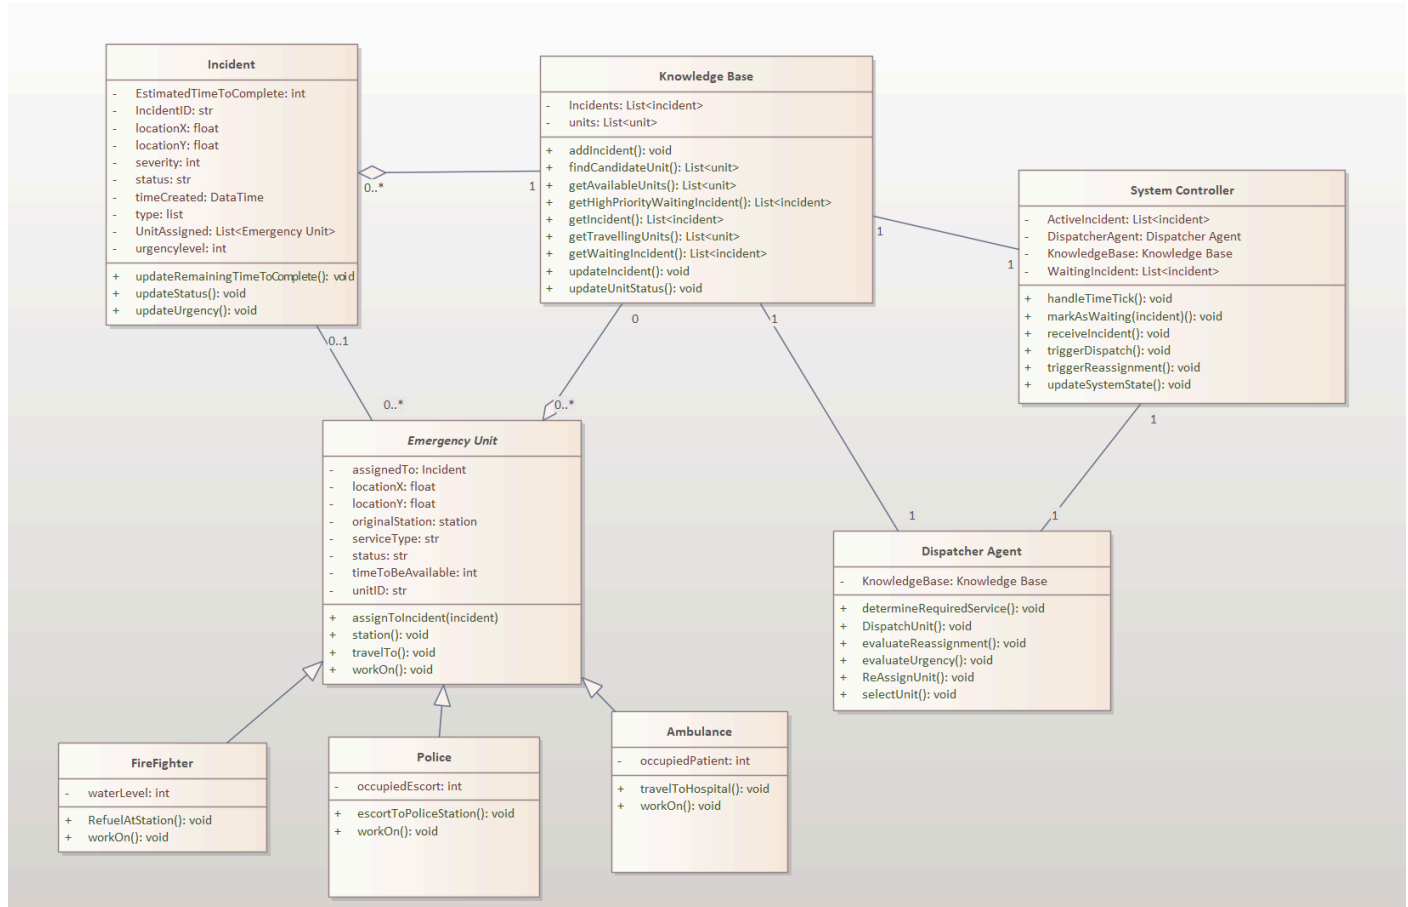 Incident
- EstimatedTimeToComplete: int
- IncidentID: str
- locationX: float
- locationY: float
- severity: int
- status: str
- timeCreated: DataTime
- type: list
- UnitAssigned: List<Emergency Unit>
- urgencylevel: int
+ updateRemainingTimeToComplete(): void
+ updateStatus(): void
+ updateUrgency(): void
0..*
1
0..1
0..*
Knowledge Base
- Incidents: List<incident>
- units: List<unit>
+ addIncident(): void
+ findCandidateUnit(): List<unit>
+ getAvailableUnits(): List<unit>
+ getHighPriorityWaitingIncident(): List<incident>
+ getIncident(): List<incident>
+ getTravellingUnits(): List<unit>
+ getWaitingIncident(): List<incident>
+ updateIncident(): void
+ updateUnitStatus(): void
0
0..*
1
1
1
1
System Controller
- ActiveIncident: List<incident>
- DispatcherAgent: Dispatcher Agent
- KnowledgeBase: Knowledge Base
- WaitingIncident: List<incident>
+ handleTimeTick(): void
+ markAsWaiting(incident)(): void
+ receiveIncident(): void
+ triggerDispatch(): void
+ triggerReassignment(): void
+ updateSystemState(): void
1
1
Emergency Unit
- assignedTo: Incident
- locationX: float
- locationY: float
- originalStation: station
- serviceType: str
- status: str
- timeToBeAvailable: int
- unitID: str
+ assignToIncident(incident)
+ station(): void
+ travelTo(): void
+ workOn(): void
Dispatcher Agent
- KnowledgeBase: Knowledge Base
+ determineRequiredService(): void
+ DispatchUnit(): void
+ evaluateReassignment(): void
+ evaluateUrgency(): void
+ ReAssignUnit(): void
+ selectUnit(): void
FireFighter
- waterLevel: int
+ RefuelAtStation(): void
+ workOn(): void
Police
- occupiedEscort: int
+ escortToPoliceStation(): void
+ workOn(): void
Ambulance
- occupiedPatient: int
+ travelToHospital(): void
+ workOn(): void